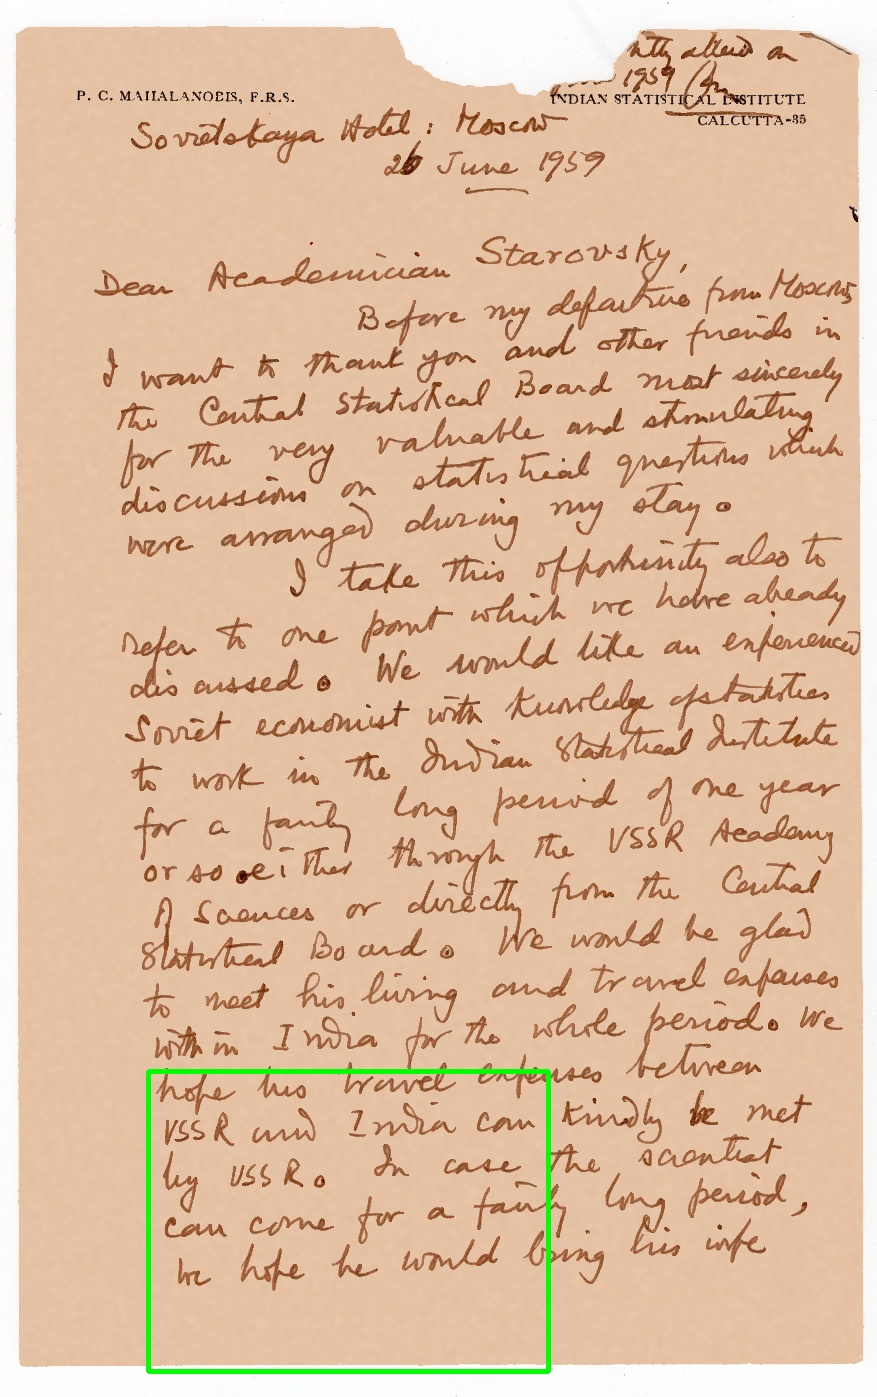 ntly allied on
1959
P. C. MAHALANOBIS, F.R.S.
INDIAN STATISTICAL INSTITUTE
CALCUTTA-35
Sovietskaya Hotel: Moscow
26 June 1959
Dear Academician Starovsky,
Before my departure from Moscow,
I want to thank you and other friends in
the Central Statistical Board most sincerely
for the very valuable and stimulating
discussions on statistical questions which
were arranged during my stay.
I take this opportunity also to
refer to one point which we have already
discussed. We would like an experienced
Soviet economist with knowledge of statistics
to work in the Indian Statistical Institute
for a fairly long period of one year
or so either through the USSR Academy
of Sciences or directly from the Central
Statistical Board. We would be glad
to meet his living and travel expenses
within India for the whole period. We
hope his travel expenses between
USSR and India can kindly be met
by USSR. In case the scientist
can come for a fairly long period,
we hope he would bring his wife